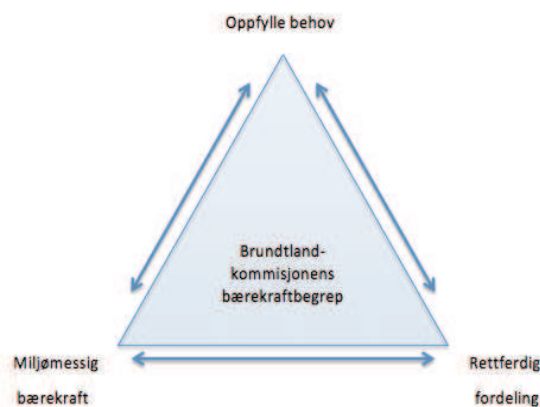 Oppfylle behov
Brundtland-
kommisjonens
bærekraftbegrep
Miljømessig
bærekraft
Rettferdig
fordeling